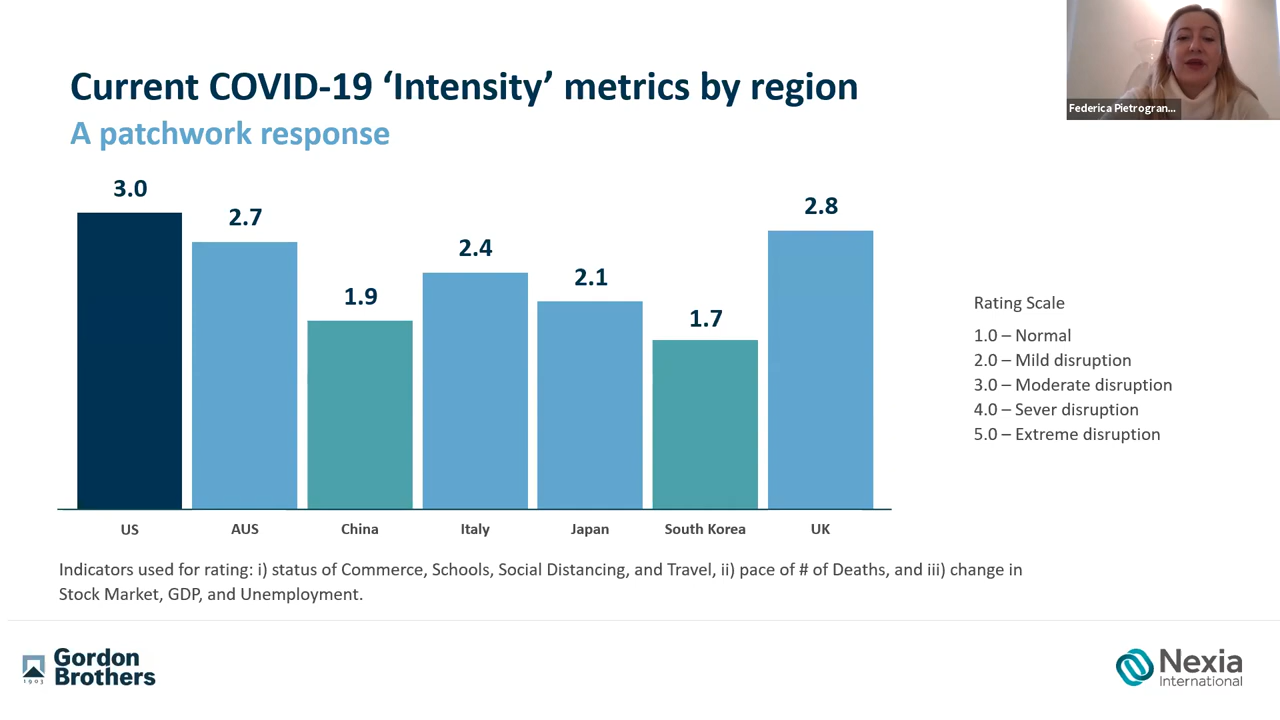 Current COVID-19 ‘Intensity’ metrics by region
A patchwork response
Federica Pietrogran...
3.0
2.7
1.9
2.4
2.1
1.7
2.8
US
AUS
China
Italy
Japan
South Korea
UK
Rating Scale
1.0 – Normal
2.0 – Mild disruption
3.0 – Moderate disruption
4.0 – Sever disruption
5.0 – Extreme disruption
Indicators used for rating: i) status of Commerce, Schools, Social Distancing, and Travel, ii) pace of # of Deaths, and iii) change in
Stock Market, GDP, and Unemployment.
Gordon
Brothers
1903
Nexia
International